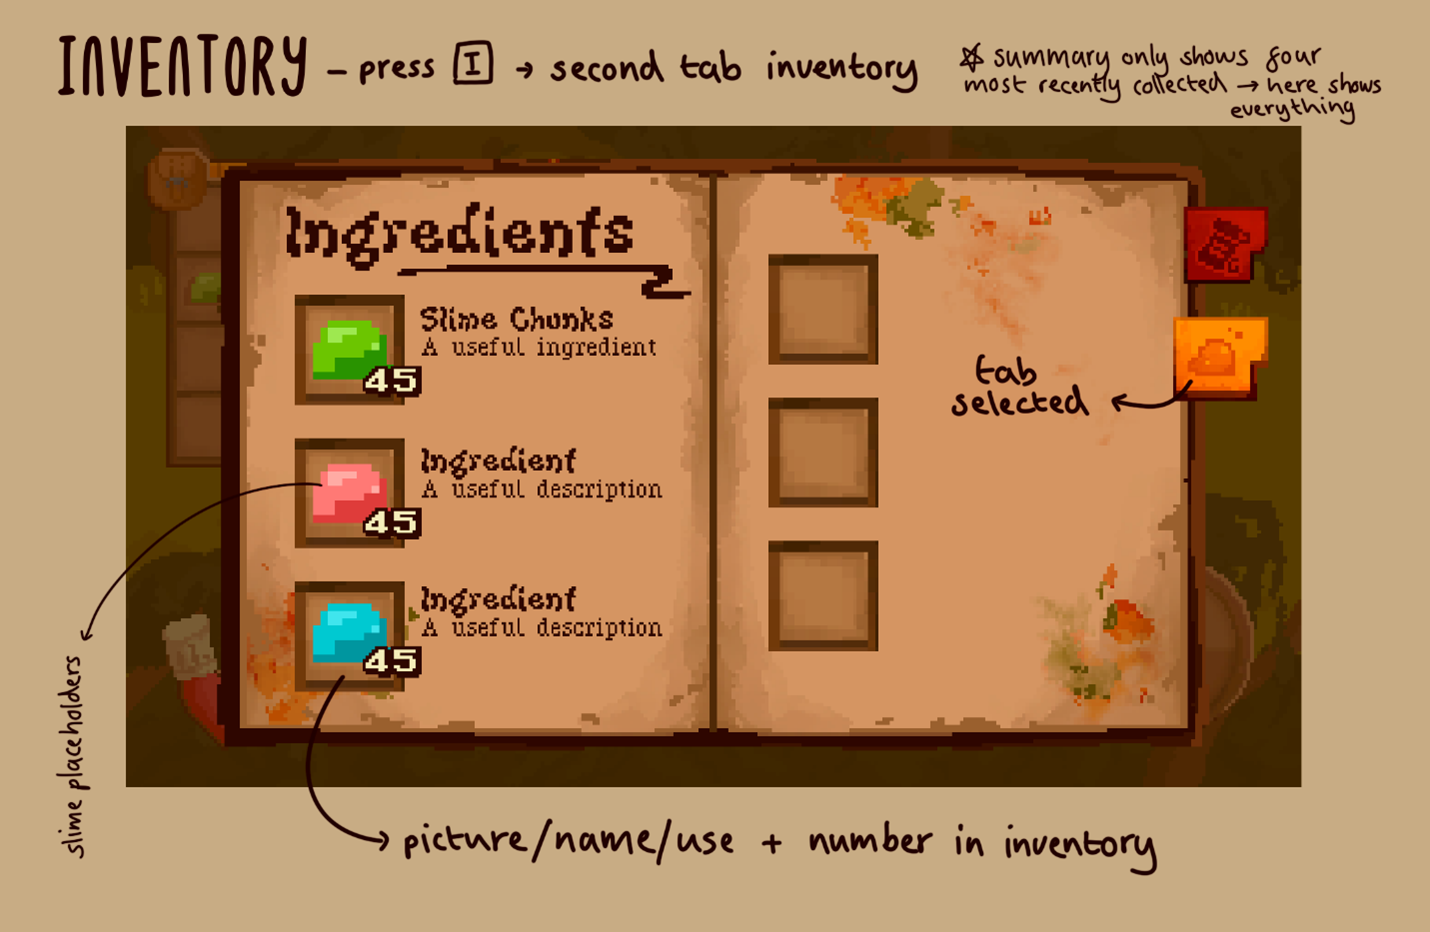 INVENTORY – press I → second tab inventory
☆ summary only shows four
most recently collected → here shows
everything
Ingredients
Slime Chunks
A useful ingredient
45
Ingredient
A useful description
45
Ingredient
A useful description
45
tab
selected
slime placeholders
picture/name/use + number in inventory